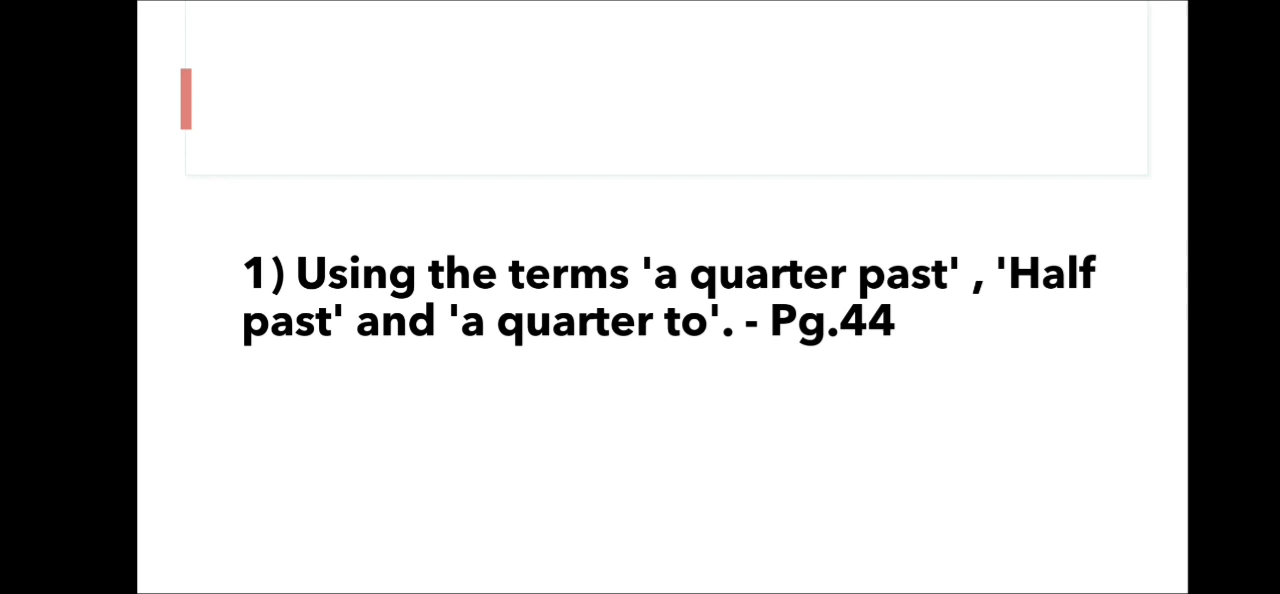 1) Using the terms 'a quarter past' , 'Half
past' and 'a quarter to'. - Pg.44